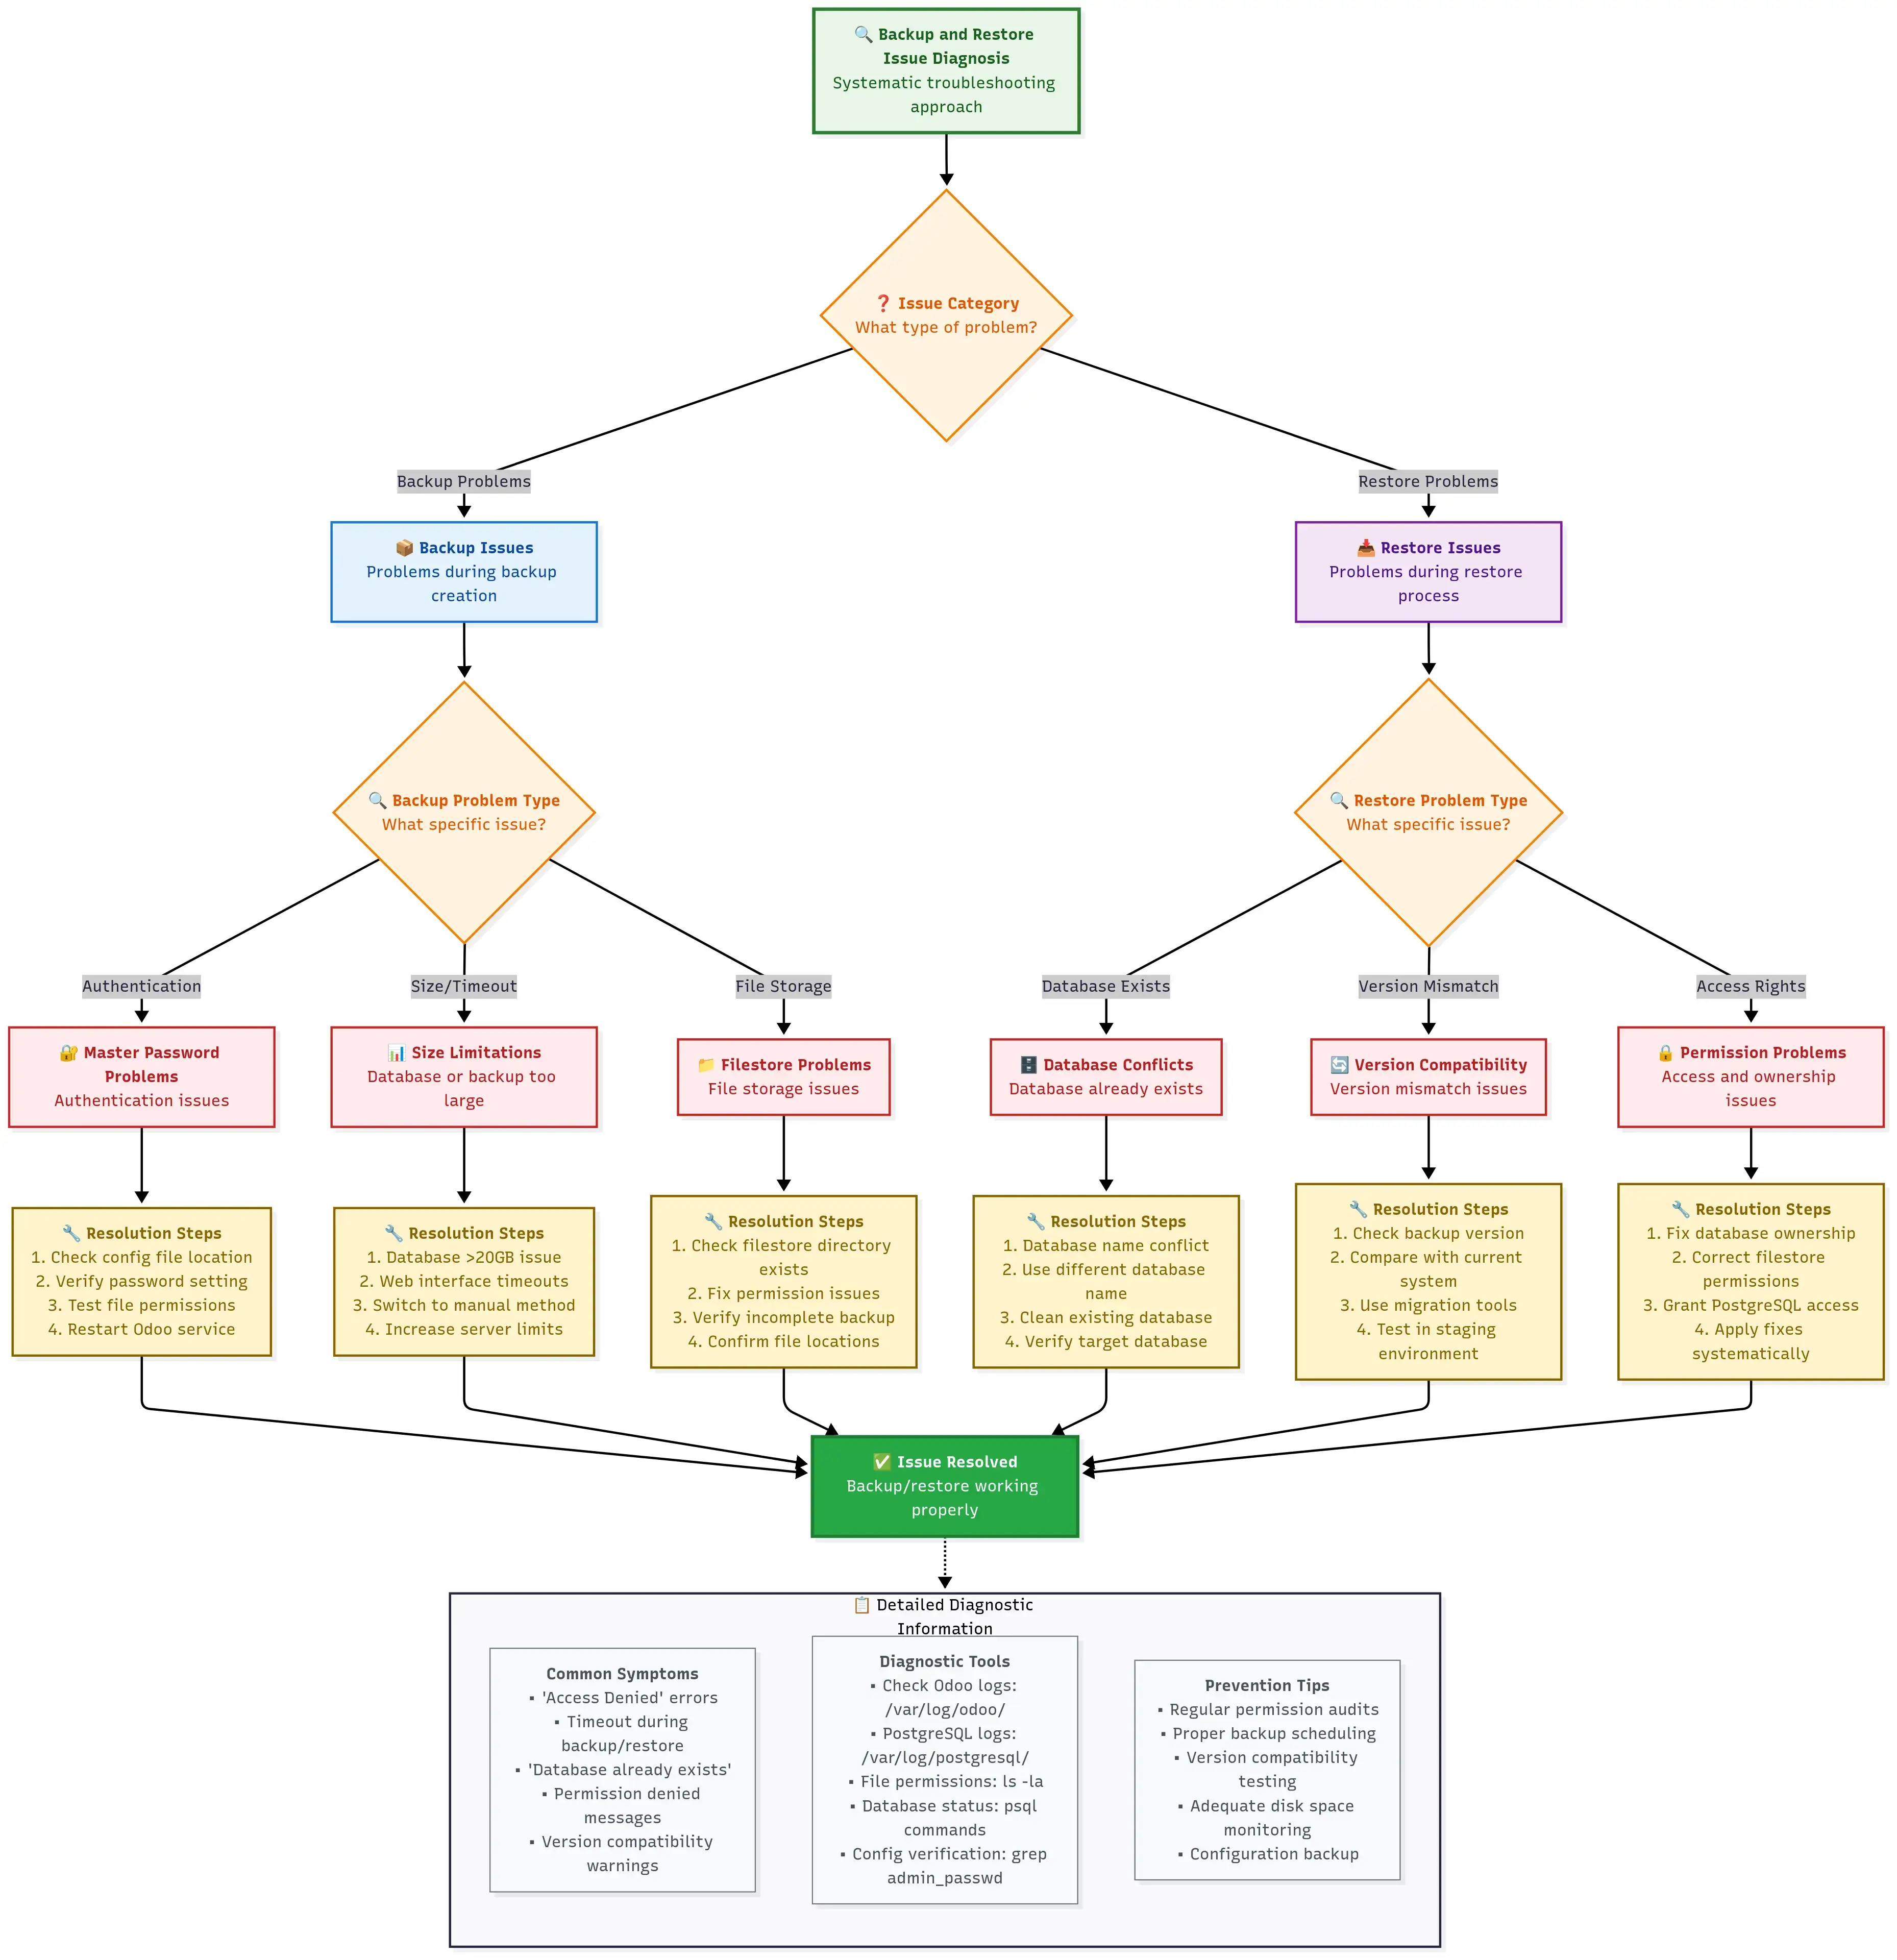 🔍 Backup and Restore
Issue Diagnosis
Systematic troubleshooting
approach
❓ Issue Category
What type of problem?
Backup Problems
Restore Problems
📦 Backup Issues
Problems during backup
creation
📥 Restore Issues
Problems during restore
process
🔍 Backup Problem Type
What specific issue?
🔍 Restore Problem Type
What specific issue?
Authentication
Size/Timeout
File Storage
Database Exists
Version Mismatch
Access Rights
🔐 Master Password
Problems
Authentication issues
📊 Size Limitations
Database or backup too
large
📁 Filestore Problems
File storage issues
🗄️ Database Conflicts
Database already exists
🔄 Version Compatibility
Version mismatch issues
🔒 Permission Problems
Access and ownership
issues
🔧 Resolution Steps
1. Check config file location
2. Verify password setting
3. Test file permissions
4. Restart Odoo service
🔧 Resolution Steps
1. Database >20GB issue
2. Web interface timeouts
3. Switch to manual method
4. Increase server limits
🔧 Resolution Steps
1. Check filestore directory
exists
2. Fix permission issues
3. Verify incomplete backup
4. Confirm file locations
🔧 Resolution Steps
1. Database name conflict
2. Use different database
name
3. Clean existing database
4. Verify target database
🔧 Resolution Steps
1. Check backup version
2. Compare with current
system
3. Use migration tools
4. Test in staging
environment
🔧 Resolution Steps
1. Fix database ownership
2. Correct filestore
permissions
3. Grant PostgreSQL access
4. Apply fixes
systematically
✅ Issue Resolved
Backup/restore working
properly
📋 Detailed Diagnostic
Information
Common Symptoms
▪ 'Access Denied' errors
▪ Timeout during
backup/restore
▪ 'Database already exists'
▪ Permission denied
messages
▪ Version compatibility
warnings
Diagnostic Tools
▪ Check Odoo logs:
/var/log/odoo/
▪ PostgreSQL logs:
/var/log/postgresql/
▪ File permissions: ls -la
▪ Database status: psql
commands
▪ Config verification: grep
admin_passwd
Prevention Tips
▪ Regular permission audits
▪ Proper backup scheduling
▪ Version compatibility
testing
▪ Adequate disk space
monitoring
▪ Configuration backup